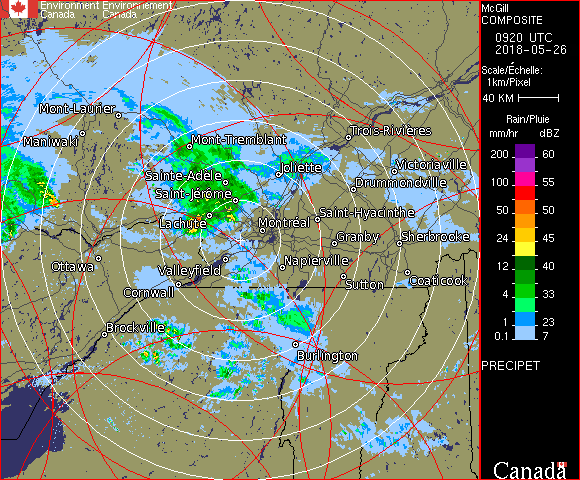 Environment Environnement
Canada Canada
McGill
COMPOSITE
0920 UTC
2018-05-26
Scale/Échelle:
1km/Pixel
40 KM
Rain/Pluie
mm/hr dBZ
200 60
100 55
50 50
24 45
12 40
4 33
1 23
0.1 7
PRECIPET
Canada
Mont-Laurier
Maniwaki
Mont-Tremblant
Trois-Rivières
Joliette
Victoriaville
Sainte-Adèle
Drummondville
Saint-Jérôme
Saint-Hyacinthe
Lachute
Montréal
Granby
Sherbrooke
Ottawa
Valleyfield
Napierville
Cornwall
Sutton
Coaticook
Brockville
Burlington